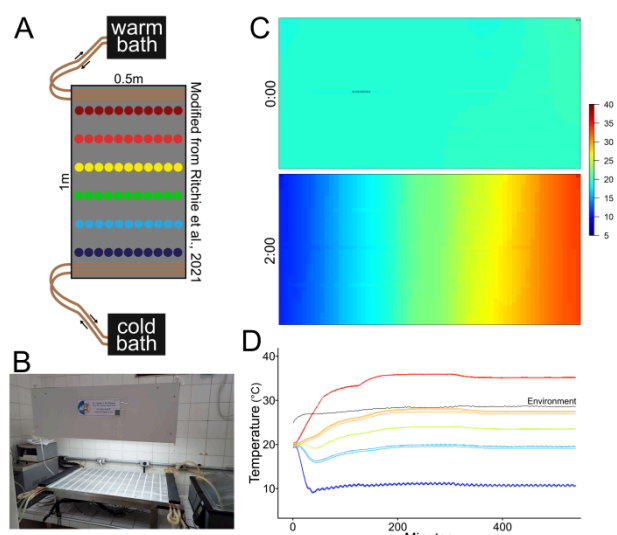 A
warm
bath
0.5m
1m
Modified from Ritchie et al., 2021
cold
bath
B
C
0:00
2:00
40
35
30
25
20
15
10
5
D
Temperature (°C)
40
30
20
10
Environment
0
200
400